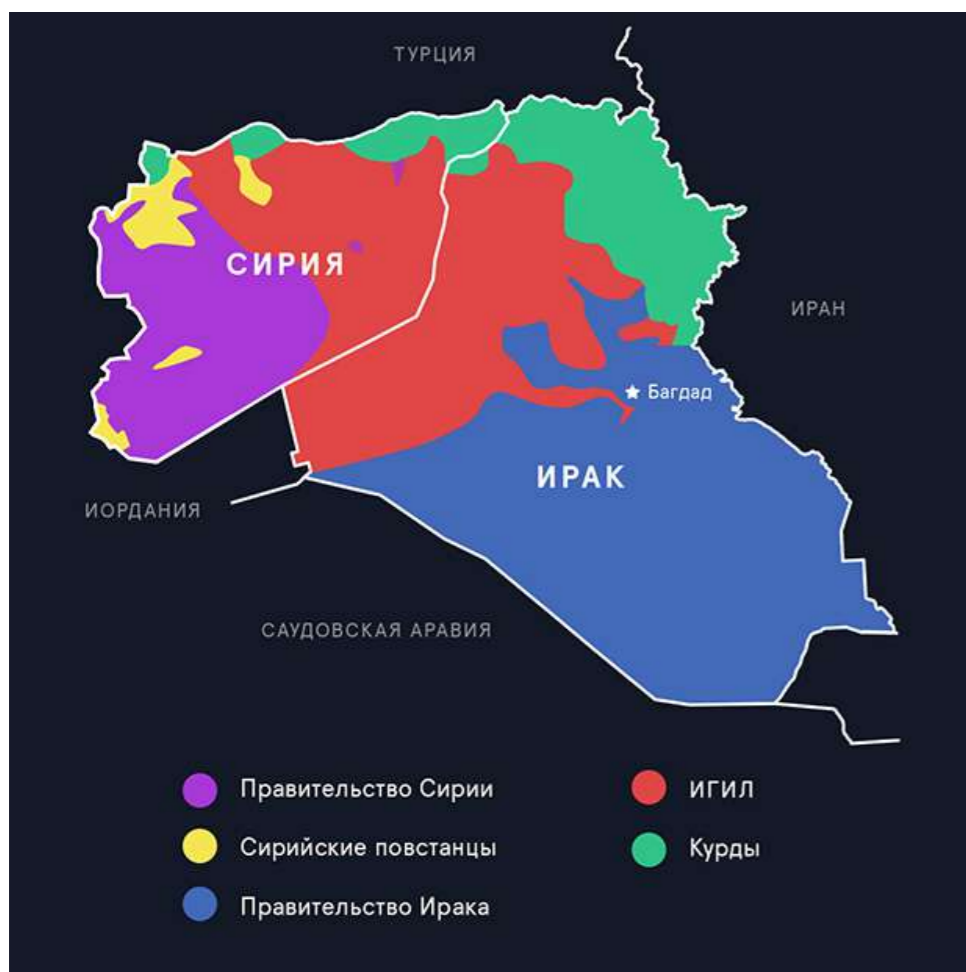 ТУРЦИЯ
СИРИЯ
ИРАН
Багдад
ИРАК
ИОРДАНИЯ
САУДОВСКАЯ АРАВИЯ
Правительство Сирии
Сирийские повстанцы
Правительство Ирака
ИГИЛ
Курды